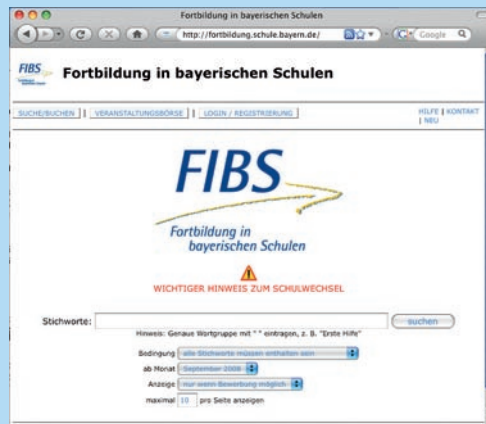 Fortbildung in bayerischen Schulen
http://fortbildung.schule.bayern.de/
Google
FIBS
Fortbildung in bayerischen Schulen
SUCHE/BUCHEN | VERANSTALTUNGSBÖRSE | LOGIN / REGISTRIERUNG
HILFE | KONTAKT
| NEU
FIBS
Fortbildung in
bayerischen Schulen
WICHTIGER HINWEIS ZUM SCHULWECHSEL
Stichworte: suchen
Hinweis: Genaue Wortgruppe mit " " eintragen, z. B. "Erste Hilfe"
Bedingung alle Stichworte müssen enthalten sein
ab Monat September 2008
Anzeige nur wenn Bewerbung möglich
maximal 10 pro Seite anzeigen